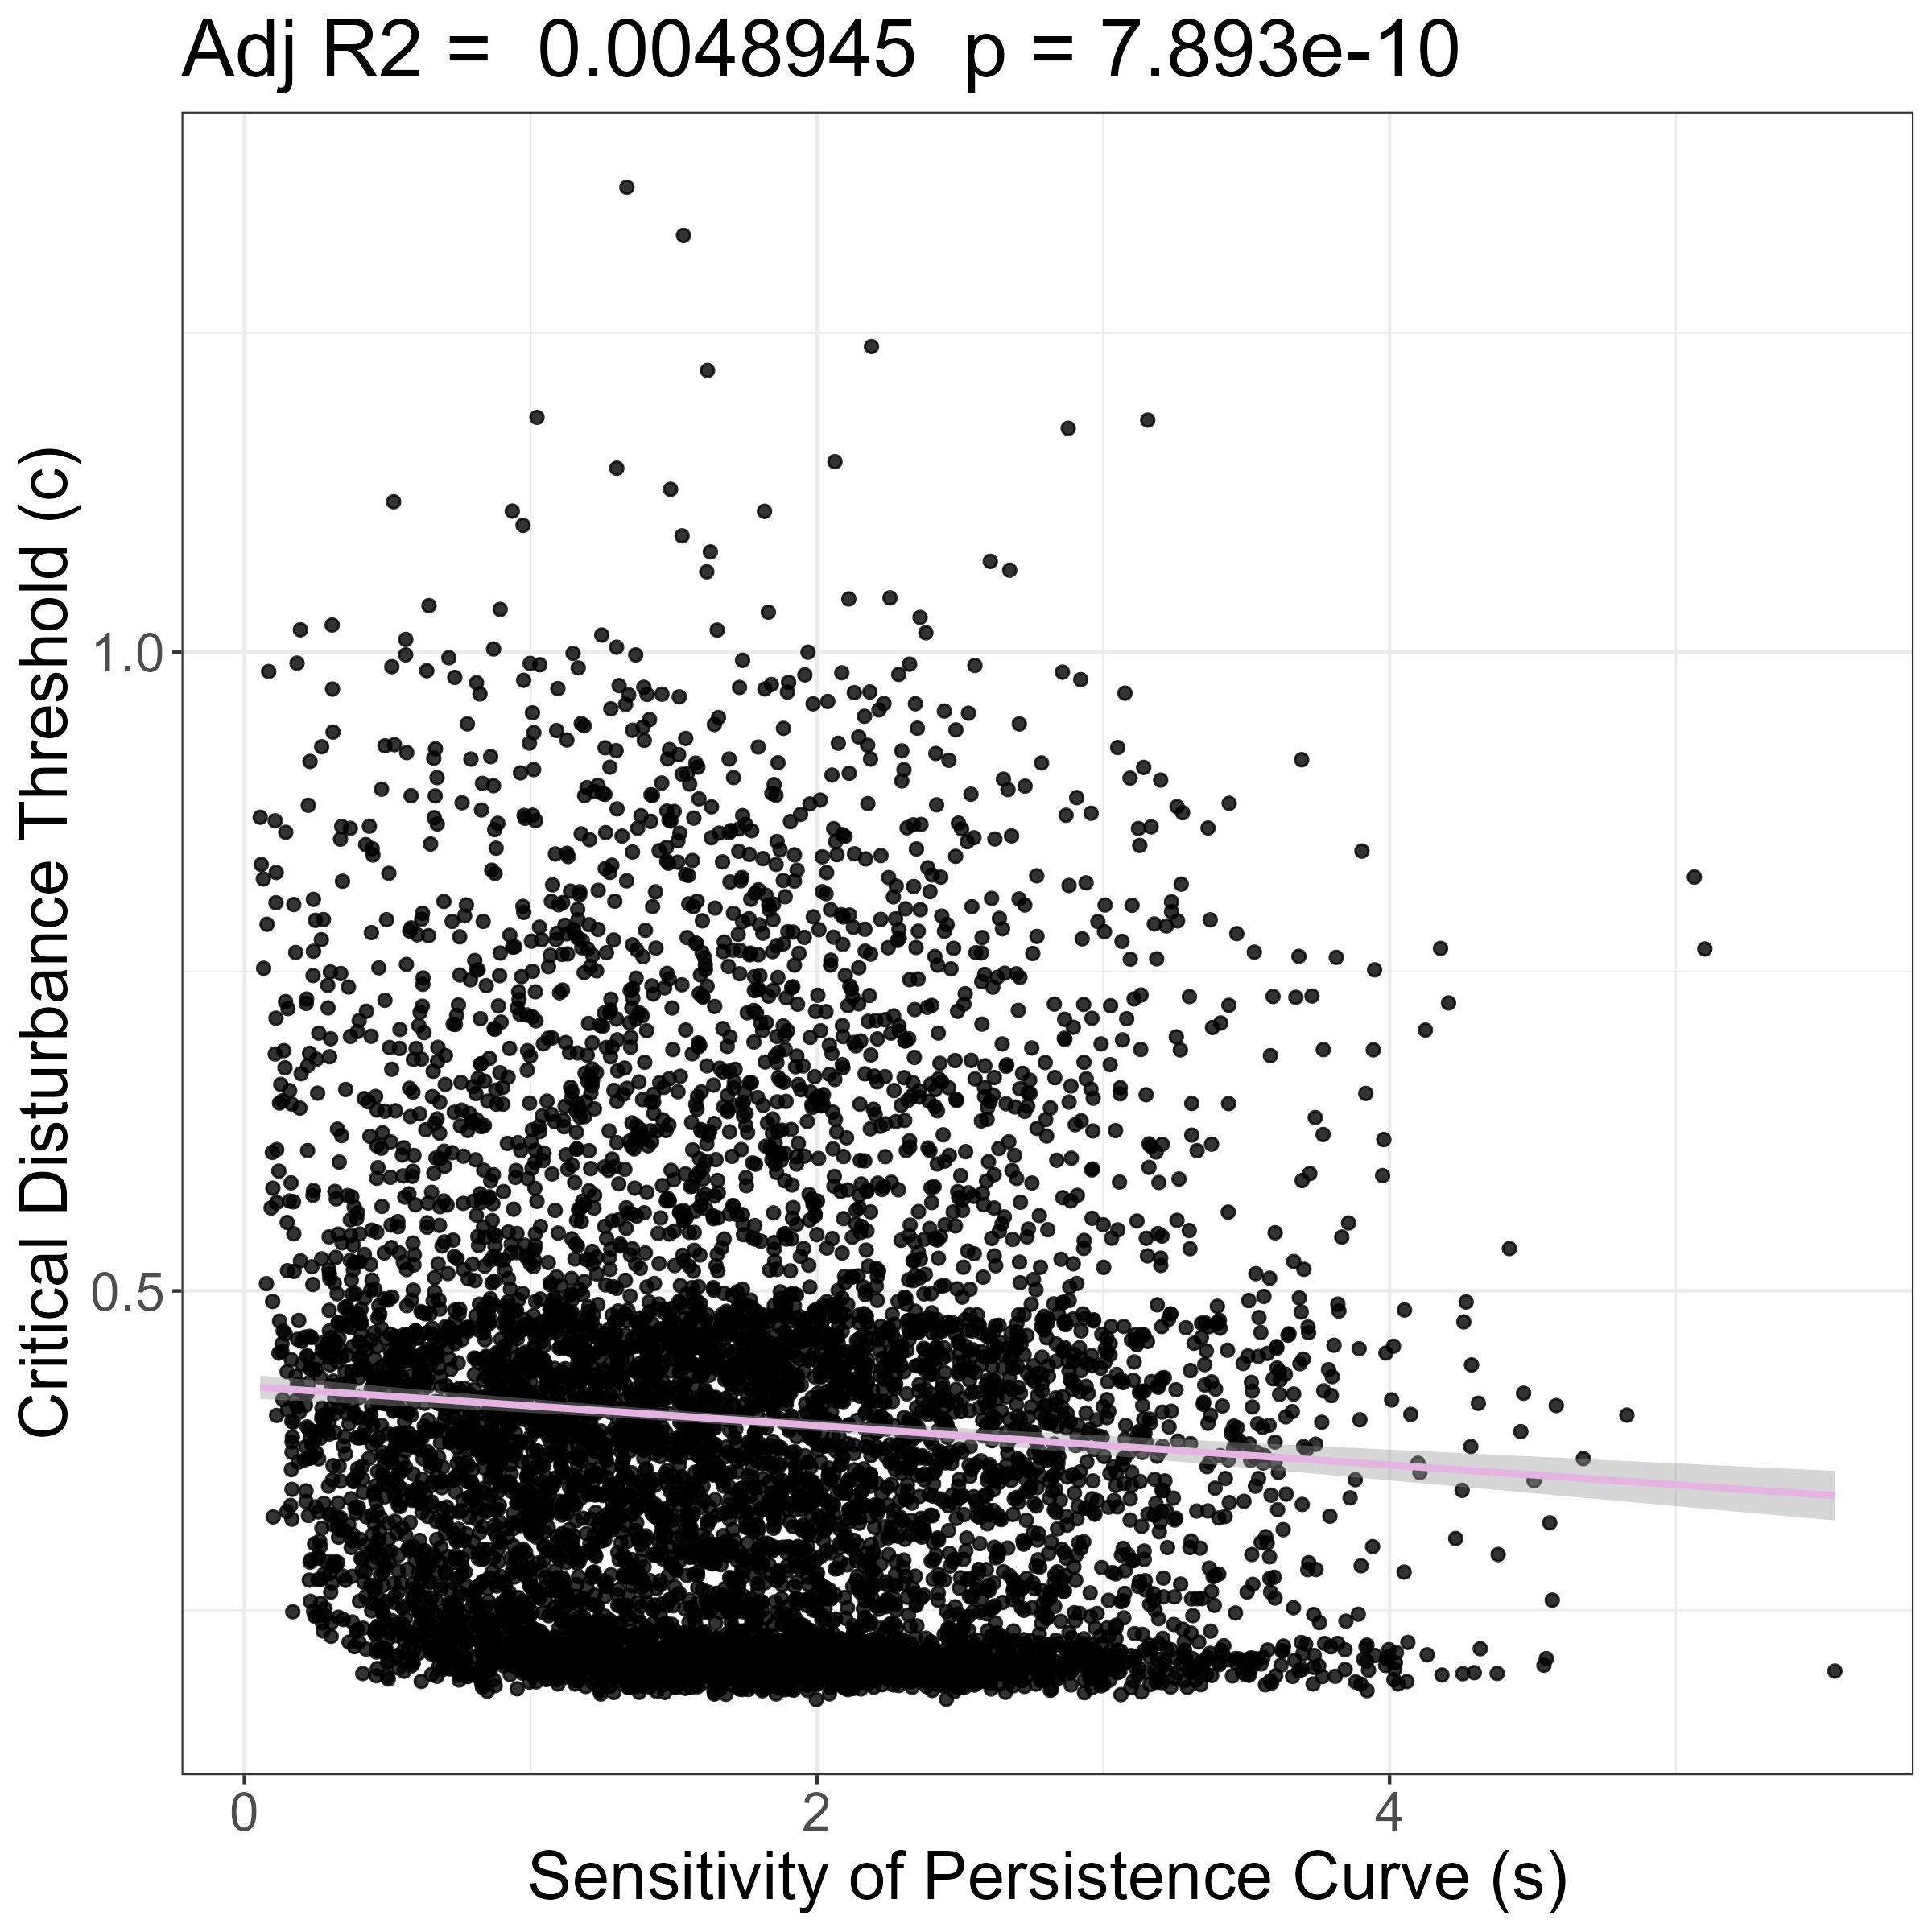 Adj R2 =  0.0048945  p = 7.893e-10
Critical Disturbance Threshold (c)
1.0
0.5
0
2
4
Sensitivity of Persistence Curve (s)